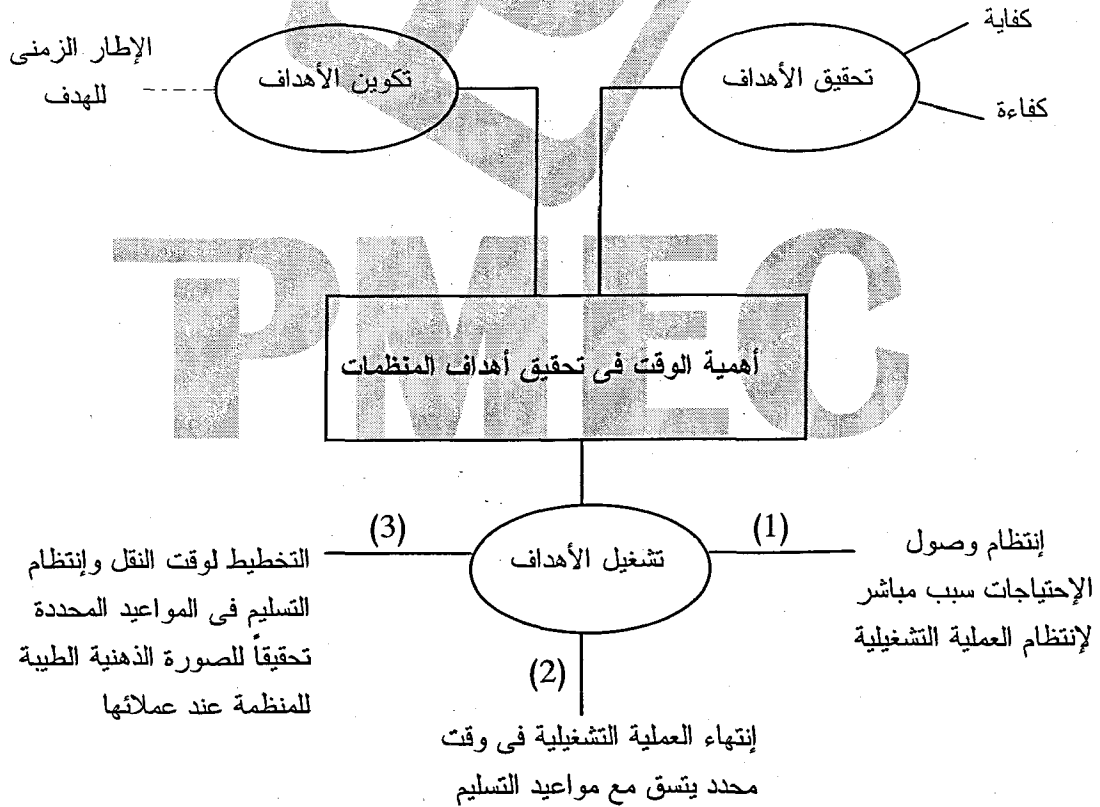 كفاية
تحقيق الأهداف
كفاءة
تكوين الأهداف
الإطار الزمنى
للهدف
PMEC
أهمية الوقت فى تحقيق أهداف المنظمات
تشغيل الأهداف
(1)
إنتظام وصول
الإحتياجات سبب مباشر
لإنتظام العملية التشغيلية
(2)
إنتهاء العملية التشغيلية فى وقت
محدد يتسق مع مواعيد التسليم
(3)
التخطيط لوقت النقل وإنتظام
التسليم فى المواعيد المحددة
تحقيقاً للصورة الذهنية الطيبة
للمنظمة عند عملائها